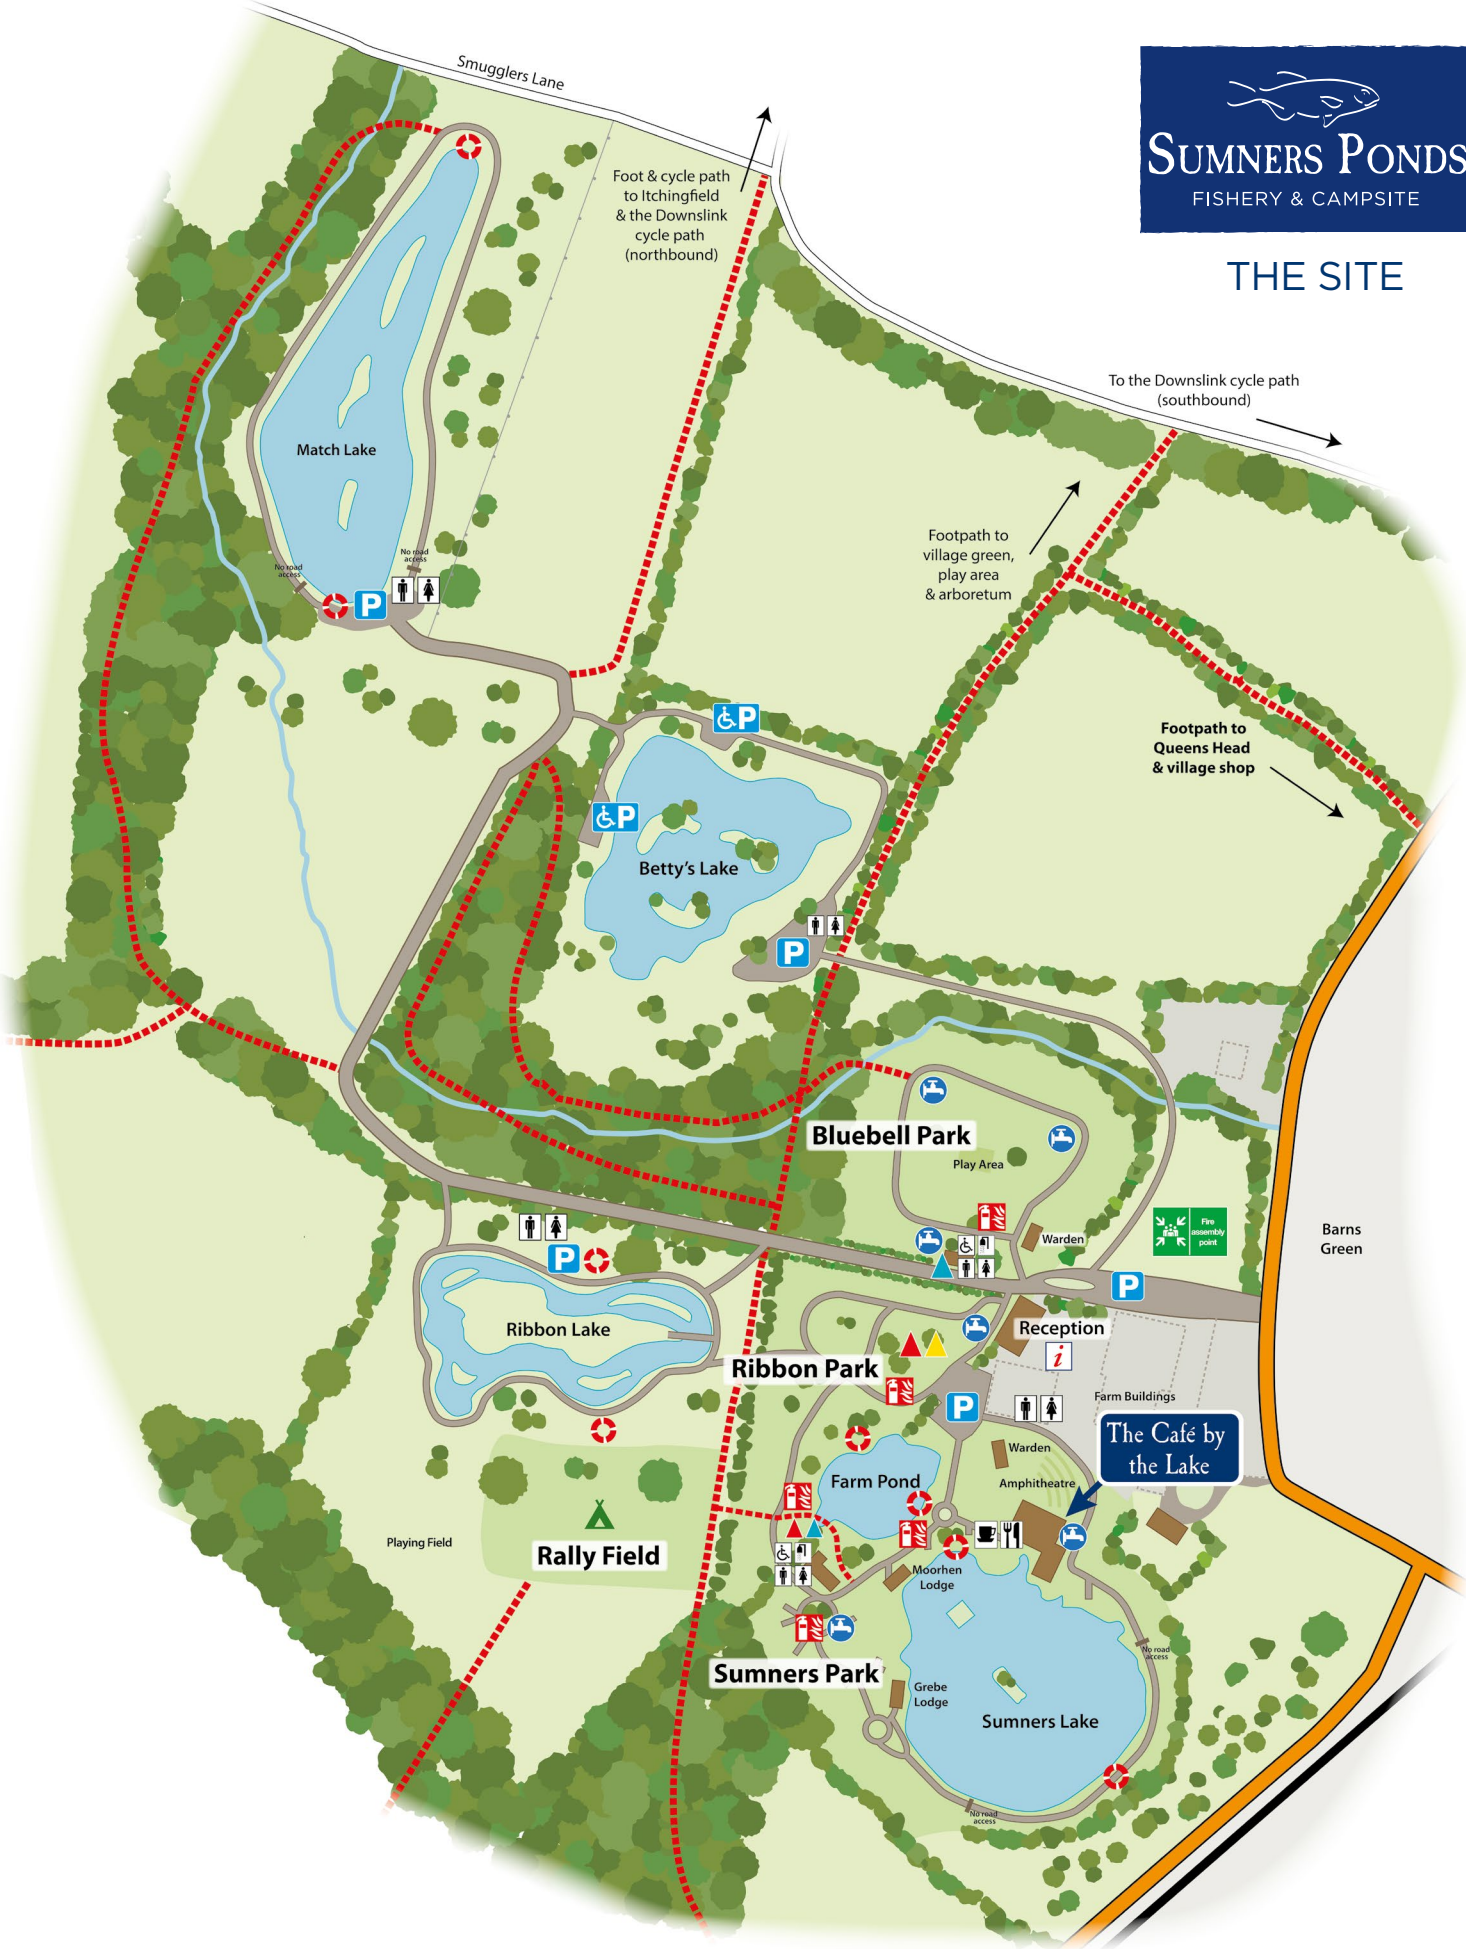 SUMNERS PONDS
FISHERY & CAMPSITE
THE SITE
Smugglers Lane
Foot & cycle path
to Itchingfield
& the Downslink
cycle path
(northbound)
To the Downslink cycle path
(southbound)
Match Lake
No road
access
No road
access
P
Footpath to
village green,
play area
& arboretum
P
Footpath to
Queens Head
& village shop
P
Betty's Lake
P
Bluebell Park
Play Area
Warden
Fire
assembly
point
Barns
Green
P
P
Ribbon Lake
Reception
i
Ribbon Park
P
Farm Buildings
The Café by
the Lake
Warden
Amphitheatre
Farm Pond
Playing Field
Rally Field
Moorhen
Lodge
No road
access
Sumners Park
Grebe
Lodge
Sumners Lake
No road
access